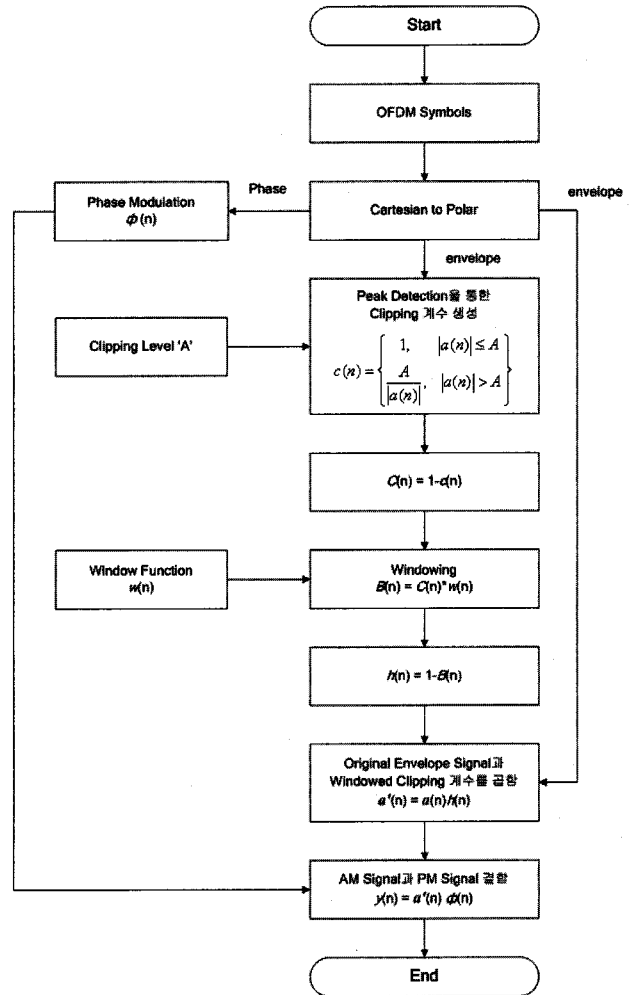 Start
OFDM Symbols
Phase
envelope
Phase Modulation
ϕ(n)
Cartesian to Polar
envelope
Peak Detection을 통한
Clipping 계수 생성
c(n) = { 1, |a(n)| ≤ A
A / |a(n)|, |a(n)| > A }
Clipping Level 'A'
C(n) = 1-c(n)
Window Function
w(n)
Windowing
B(n) = C(n)*w(n)
h(n) = 1-B(n)
Original Envelope Signal과
Windowed Clipping 계수를 곱함
a'(n) = a(n)h(n)
AM Signal과 PM Signal 결합
y(n) = a'(n) ϕ(n)
End